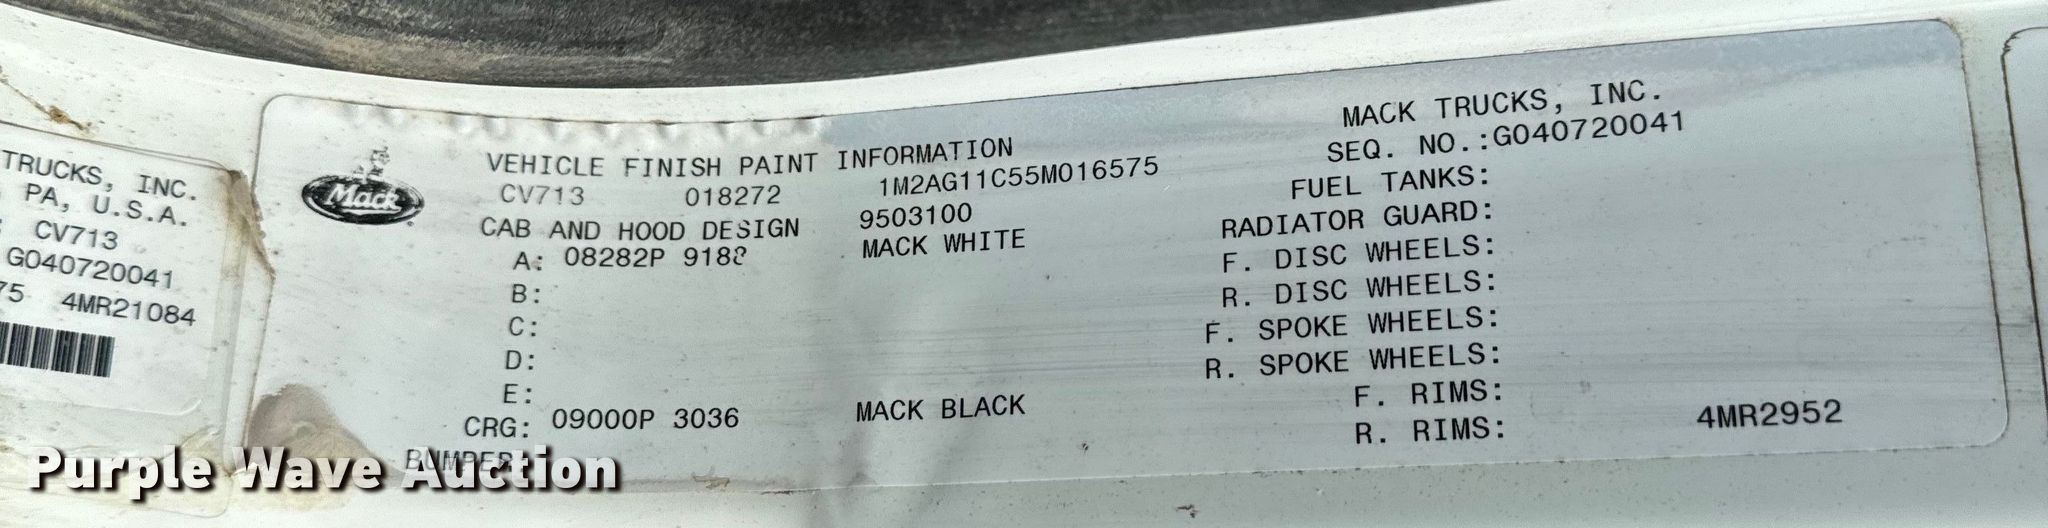 TRUCKS, INC.
PA, U.S.A.
CV713
G040720041
75 4MR21084
Mack
VEHICLE FINISH PAINT INFORMATION
CV713 018272 1M2AG11C55M016575
CAB AND HOOD DESIGN 9503100
A: 08282P 9188 MACK WHITE
B:
C:
D:
E:
CRG: 09000P 3036 MACK BLACK
BUMPER:
MACK TRUCKS, INC.
SEQ. NO.:G040720041
FUEL TANKS:
RADIATOR GUARD:
F. DISC WHEELS:
R. DISC WHEELS:
F. SPOKE WHEELS:
R. SPOKE WHEELS:
F. RIMS:
R. RIMS:
4MR2952
Purple Wave Auction